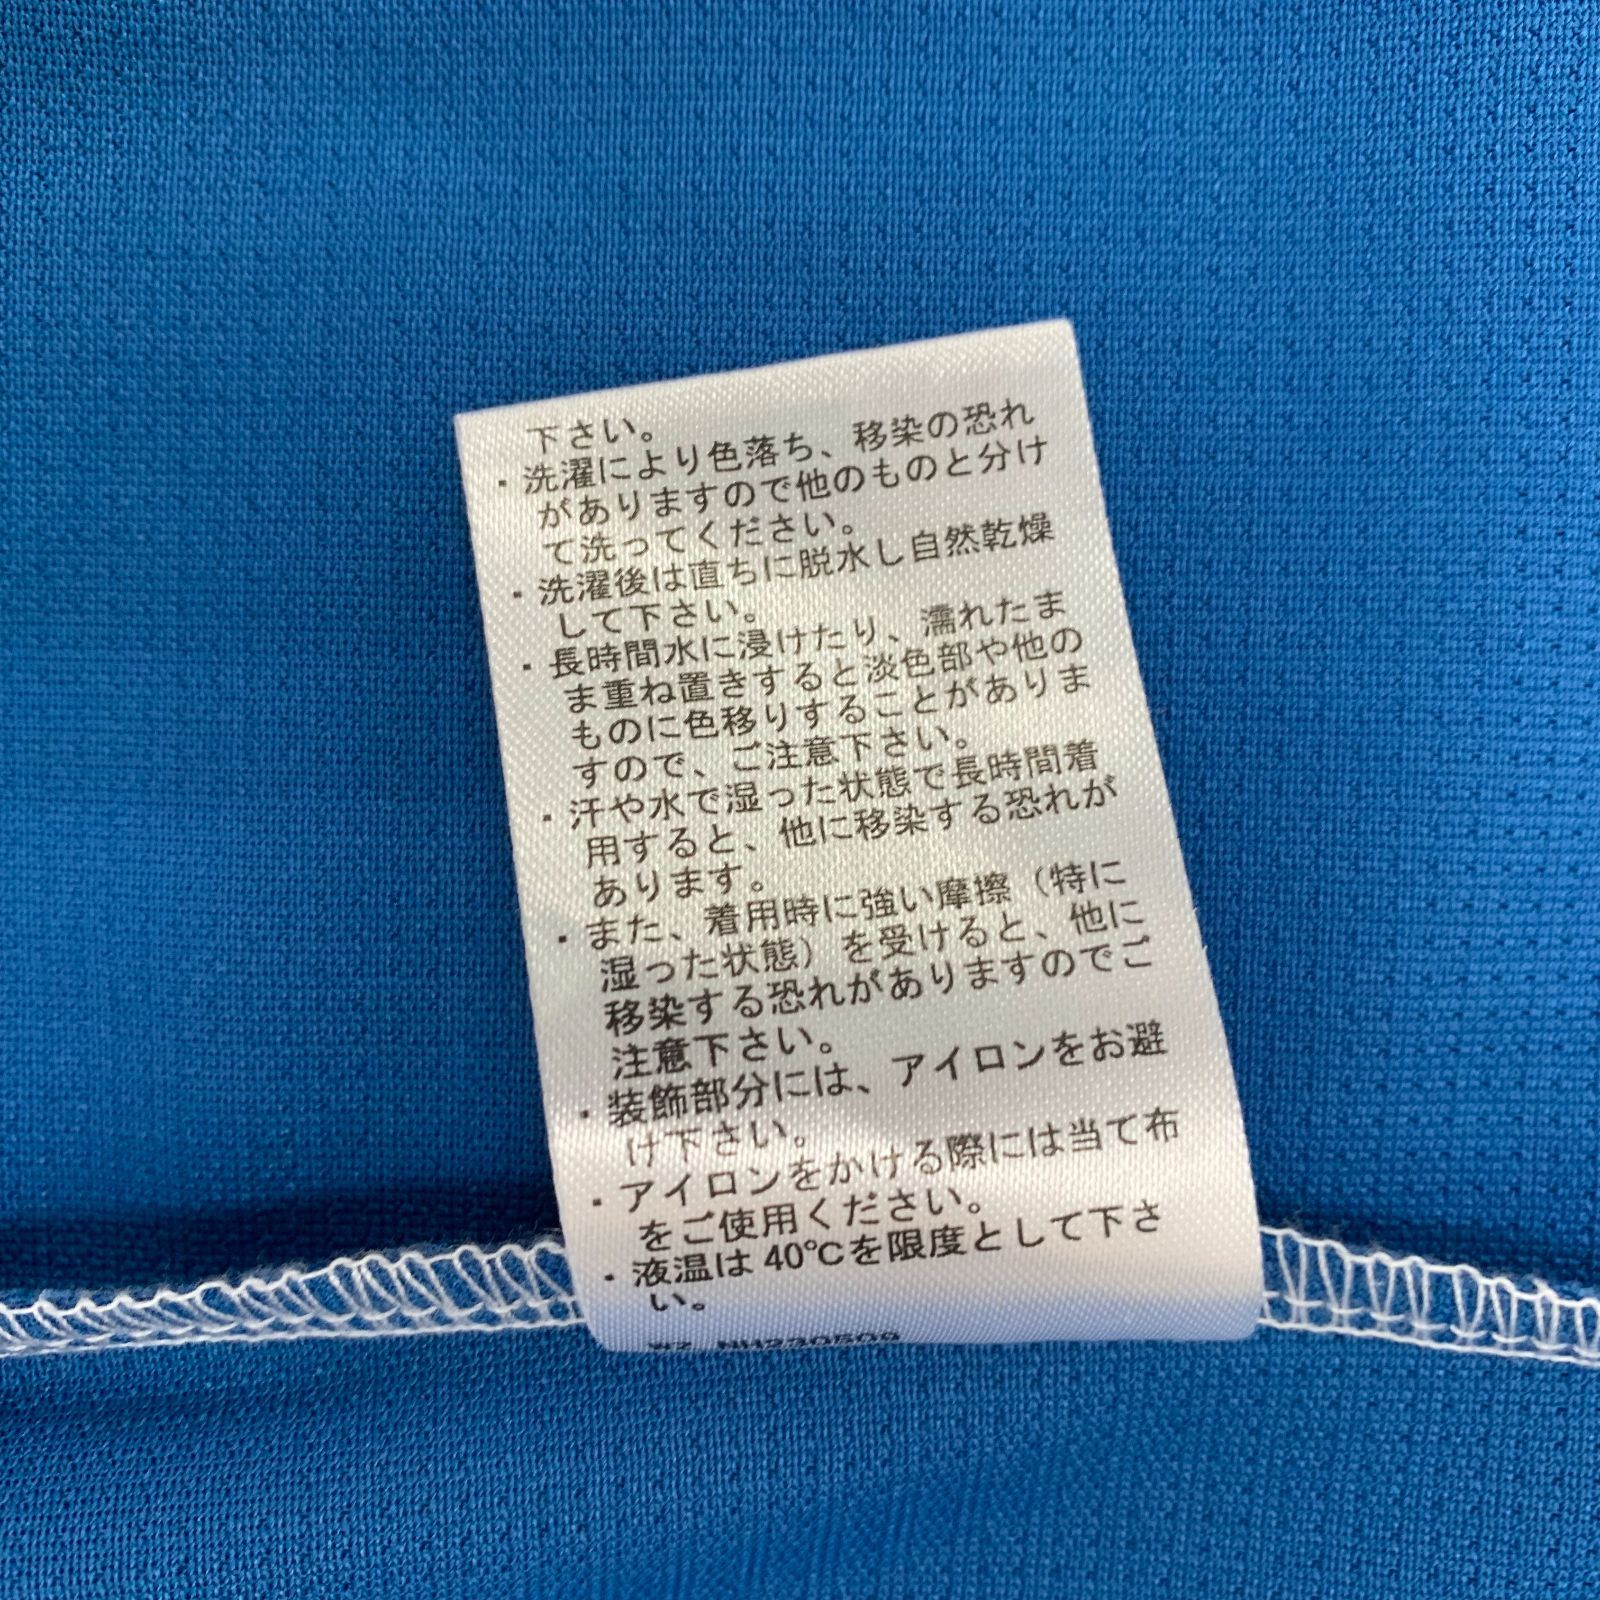 下さい。
・洗濯により色落ち、移染の恐れ
がありますので他のものと分け
て洗ってください。
・洗濯後は直ちに脱水し自然乾燥
して下さい。
・長時間水に浸けたり、濡れたま
ま重ね置きすると淡色部や他の
ものに色移りすることがありま
すので、ご注意下さい。
・汗や水で湿った状態で長時間着
用すると、他に移染する恐れが
あります。
・また、着用時に強い摩擦（特に
湿った状態）を受けると、他に
移染する恐れがありますのでご
注意下さい。
・装飾部分には、アイロンをお避
け下さい。
・アイロンをかける際には当て布
をご使用ください。
・液温は40℃を限度として下さ
い。
W2 NH230509